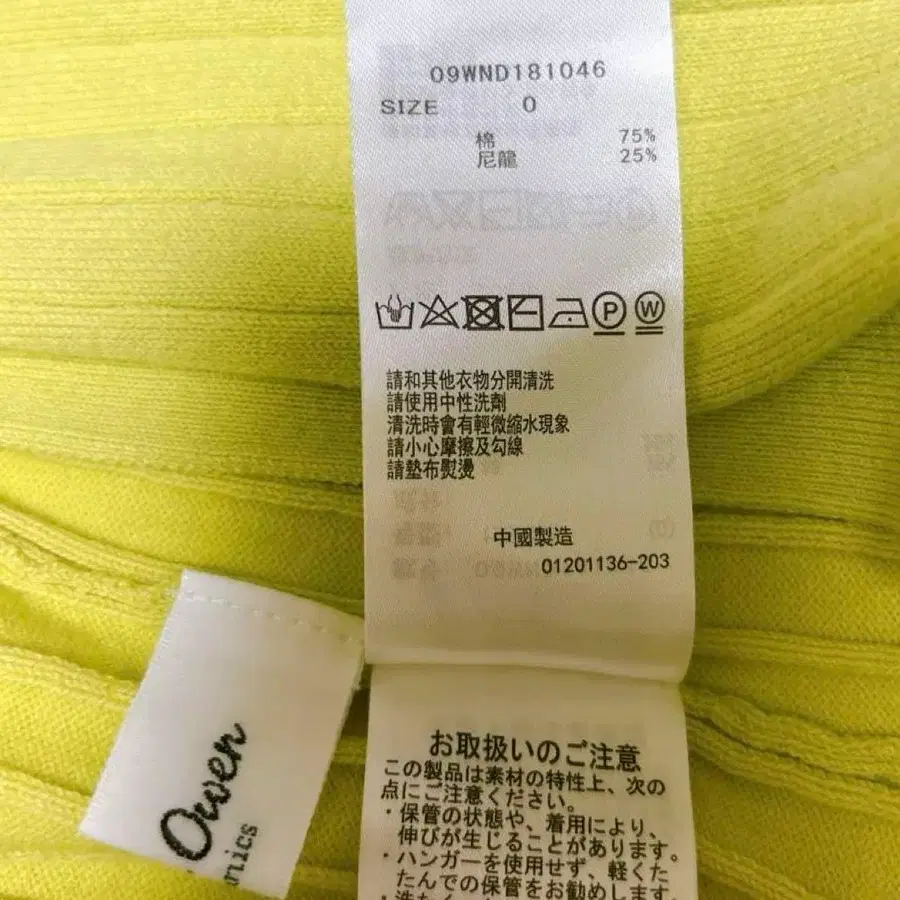 09WND181046
SIZE 0
棉 75%
尼龍 25%
P W
請和其他衣物分開清洗
請使用中性洗劑
清洗時會有輕微縮水現象
請小心摩擦及勾線
請墊布熨燙
中國製造
01201136-203
Owen
お取扱いのご注意
この製品は素材の特性上、次の
点にご注意ください。
・保管の状態や、着用により、
伸びが生じることがあります。
・ハンガーを使用せず、軽くた
たんでの保管をお勧めします。